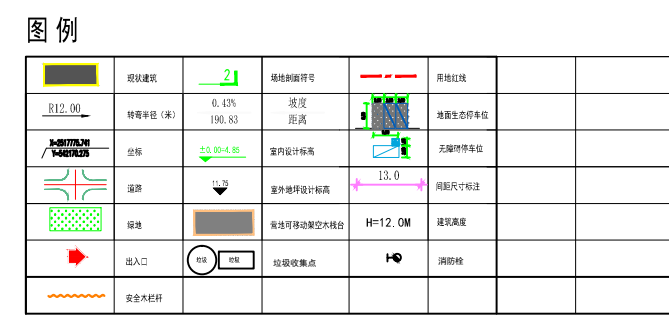 图 例
现状建筑
2
场地剖面符号
用地红线
R12.00
转弯半径（米）
0.43%
190.83
坡度
距离
地面生态停车位
X=2517775.741
Y=542170.275
坐标
±0.00=4.85
室内设计标高
无障碍停车位
道路
11.75
室外地坪设计标高
13.0
间距尺寸标注
绿地
营地可移动架空木栈台
H=12.0M
建筑高度
出入口
垃圾
垃圾
垃圾收集点
消防栓
安全木栏杆